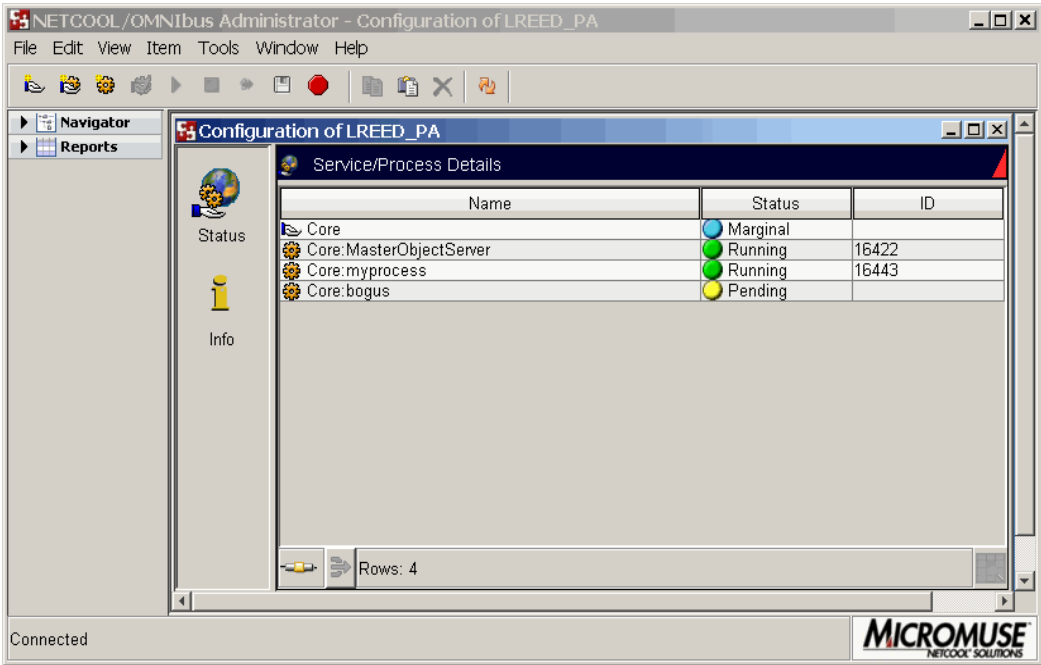 NETCOOL/OMNIbus Administrator - Configuration of LREED_PA
File Edit View Item Tools Window Help
Navigator
Reports
Configuration of LREED_PA
Service/Process Details
Status
Info
Name Status ID
Core Marginal
Core:MasterObjectServer Running 16422
Core:myprocess Running 16443
Core:bogus Pending
Rows: 4
Connected
MICROMUSE
NETCOOL® SOLUTIONS